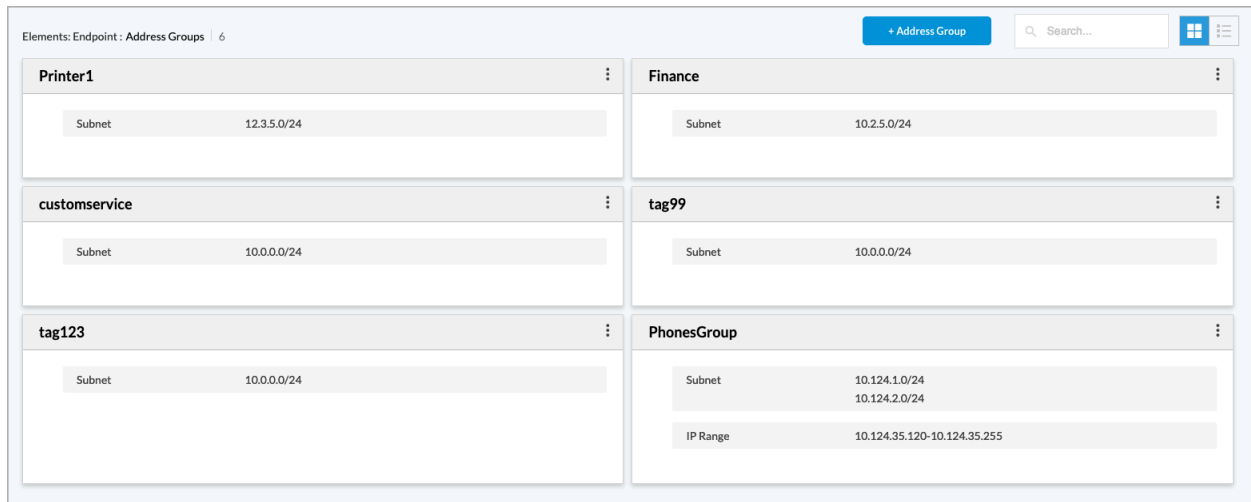 Elements: Endpoint : Address Groups | 6
+ Address Group
Search...
Printer1
Subnet 12.3.5.0/24
Finance
Subnet 10.2.5.0/24
customservice
Subnet 10.0.0.0/24
tag99
Subnet 10.0.0.0/24
tag123
Subnet 10.0.0.0/24
PhonesGroup
Subnet 10.124.1.0/24
10.124.2.0/24
IP Range 10.124.35.120-10.124.35.255